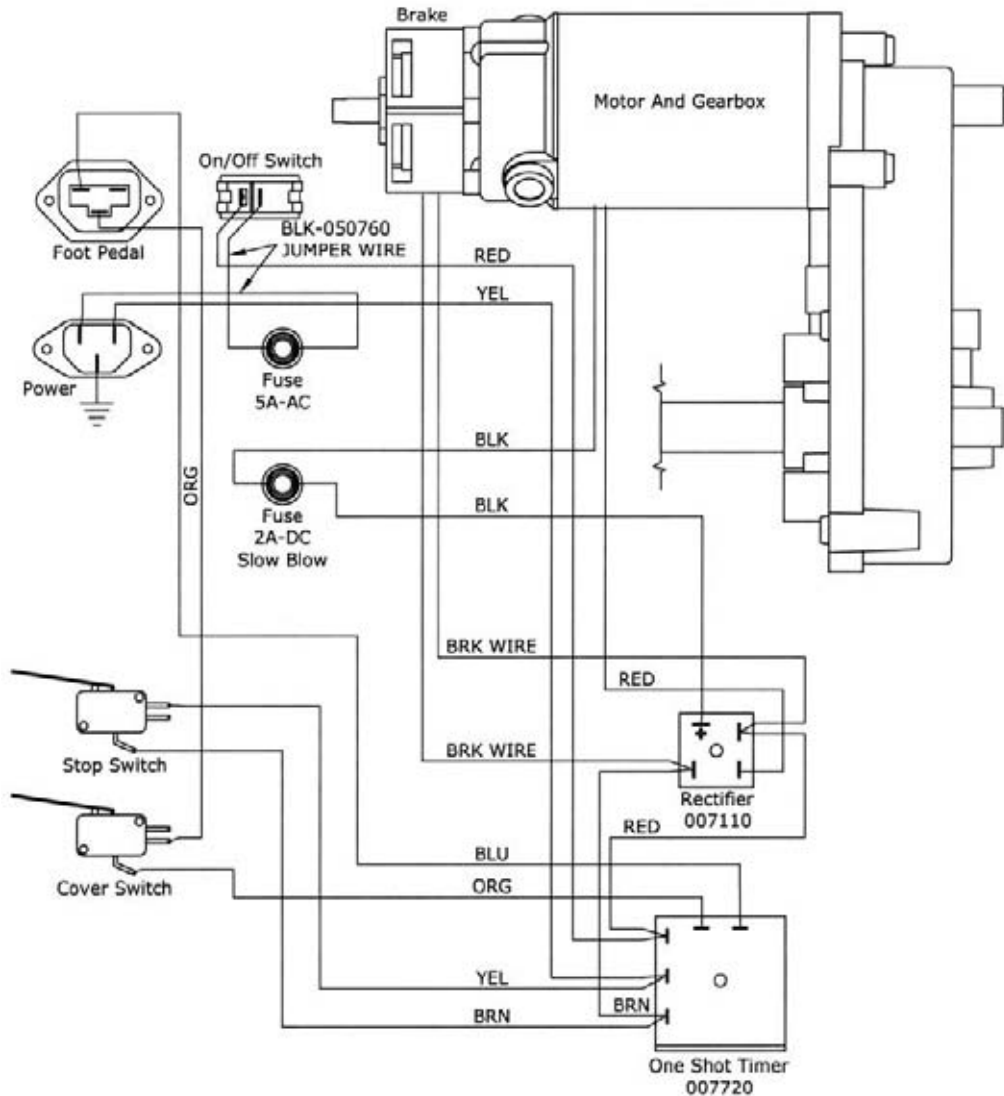 Brake
Motor And Gearbox
On/Off Switch
BLK-050760
JUMPER WIRE
Foot Pedal
RED
YEL
Power
Fuse
5A-AC
BLK
ORG
BLK
Fuse
2A-DC
Slow Blow
BRK WIRE
RED
+
BRK WIRE
Stop Switch
Rectifier
007110
RED
BLU
Cover Switch
ORG
YEL
BRN
BRN
One Shot Timer
007720